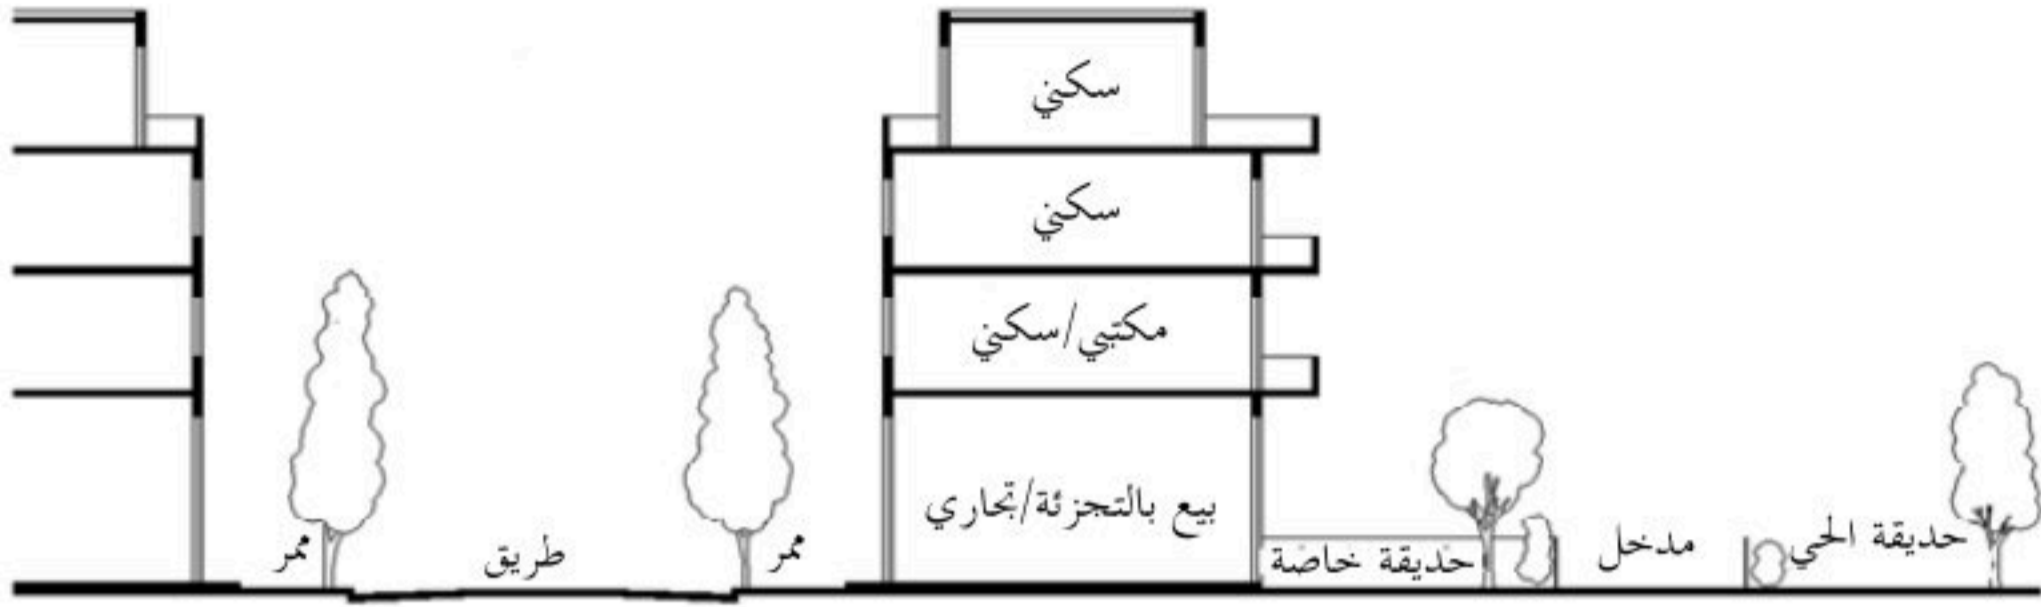 سكني
سكني
مكتبي/سكني
بيع بالتجزئة/تجاري
حديقة الحي
مدخل
حديقة خاصة
ممر
طريق
ممر